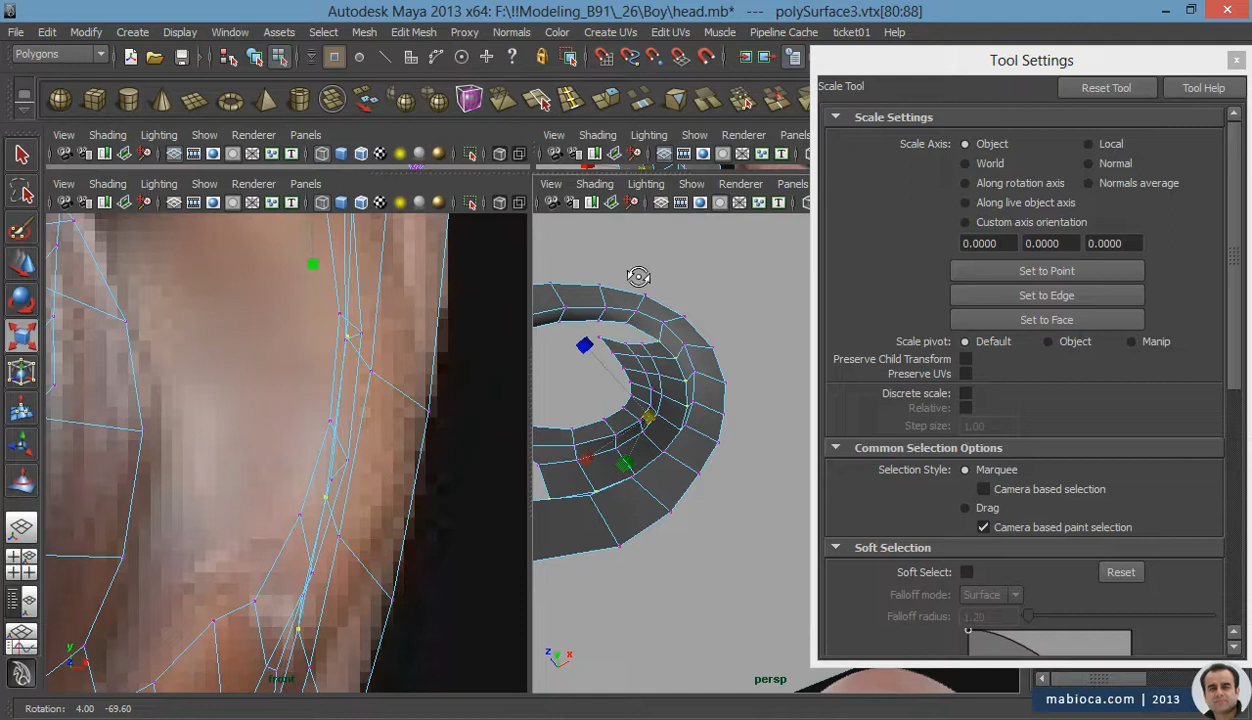 Autodesk Maya 2013 x64: F:\!!Modeling_B91\_26\Boy\head.mb* --- polySurface3.vtx[80:88]
File Edit Modify Create Display Window Assets Select Mesh Edit Mesh Proxy Normals Color Create UVs Edit UVs Muscle Pipeline Cache ticket01 Help
Polygons
Tool Settings
Scale Tool
Reset Tool
Tool Help
Scale Settings
View Shading Lighting Show Renderer Panels
View Shading Lighting Show Renderer Panels
Scale Axis: Object Local
World Normal
View Shading Lighting Show Renderer Panels
View Shading Lighting Show Renderer Panels
Along rotation axis Normals average
Along live object axis
Custom axis orientation
0.0000 0.0000 0.0000
Set to Point
Set to Edge
Set to Face
Scale pivot: Default Object Manip
Preserve Child Transform
Preserve UVs
Discrete scale:
Relative:
Step size: 1.00
Common Selection Options
Selection Style: Marquee
Camera based selection
Drag
Camera based paint selection
Soft Selection
Soft Select: Reset
Falloff mode: Surface
Falloff radius: 1.20
y
z x
z x
front
persp
mabioca.com | 2013
Rotation: 4.00 -69.60